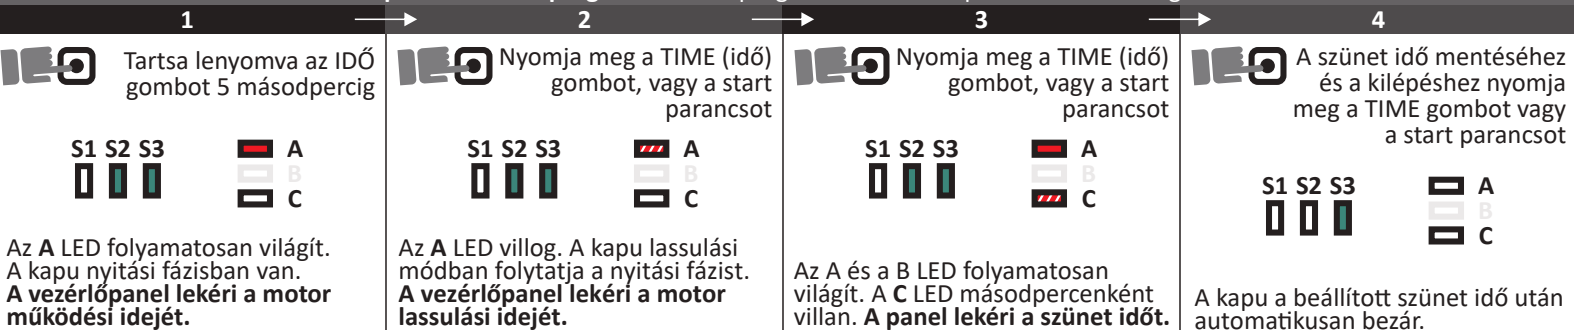 1
Tartsa lenyomva az IDŐ
gombot 5 másodpercig
S1 S2 S3
A
B
C
Az A LED folyamatosan világít.
A kapu nyitási fázisban van.
A vezérlőpanel lekéri a motor
működési idejét.
2
Nyomja meg a TIME (idő)
gombot, vagy a start
parancsot
S1 S2 S3
A
B
C
Az A LED villog. A kapu lassulási
módban folytatja a nyitási fázist.
A vezérlőpanel lekéri a motor
lassulási idejét.
3
Nyomja meg a TIME (idő)
gombot, vagy a start
parancsot
S1 S2 S3
A
B
C
Az A és a B LED folyamatosan
világít. A C LED másodpercenként
villan. A panel lekéri a szünet időt.
4
A szünet idő mentéséhez
és a kilépéshez nyomja
meg a TIME gombot vagy
a start parancsot
S1 S2 S3
A
B
C
A kapu a beállított szünet idő után
automatikusan bezár.